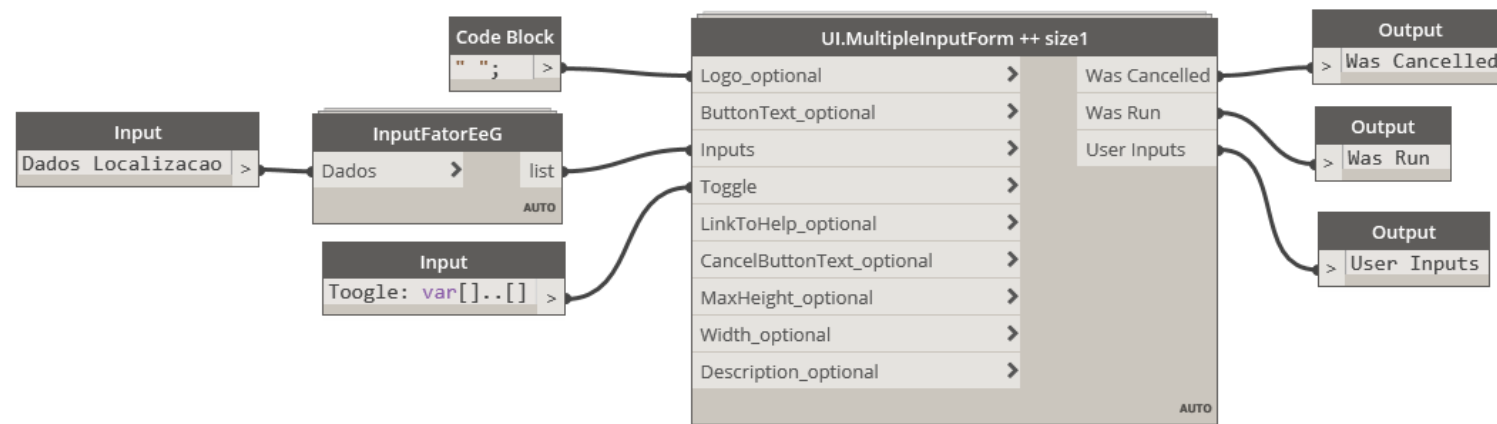 Code Block
" "; >
Input
Dados Localizacao >
InputFatorEeG
Dados > list
AUTO
Input
Toogle: var[]..[] >
UI.MultipleInputForm ++ size1
Logo_optional > Was Cancelled
ButtonText_optional > Was Run
Inputs > User Inputs
Toggle >
LinkToHelp_optional >
CancelButtonText_optional >
MaxHeight_optional >
Width_optional >
Description_optional >
AUTO
Output
> Was Cancelled
Output
> Was Run
Output
> User Inputs